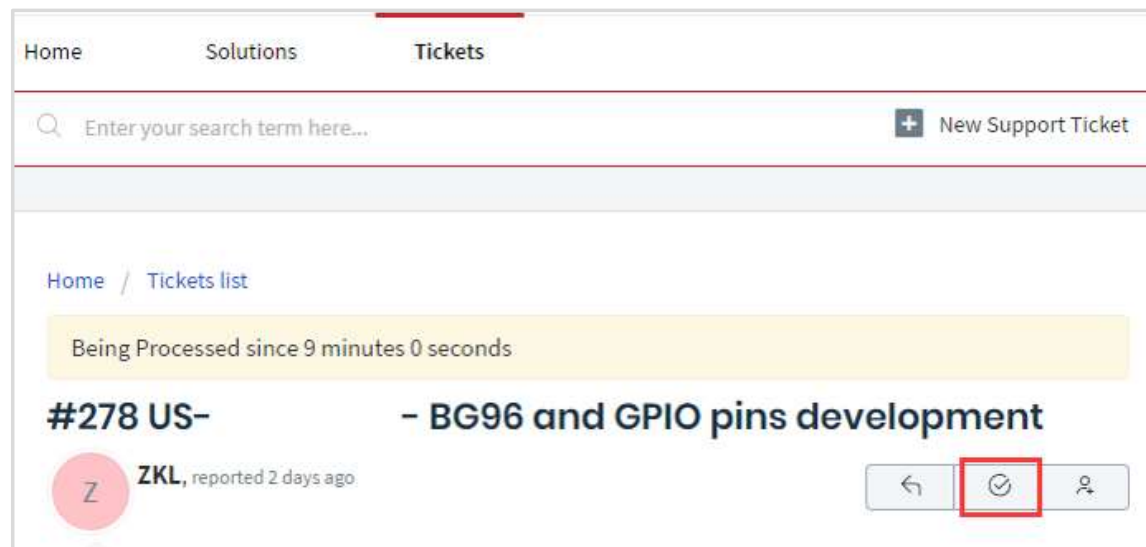 Home Solutions Tickets
Enter your search term here...
New Support Ticket
Home / Tickets list
Being Processed since 9 minutes 0 seconds
#278 US- - BG96 and GPIO pins development
Z
ZKL, reported 2 days ago